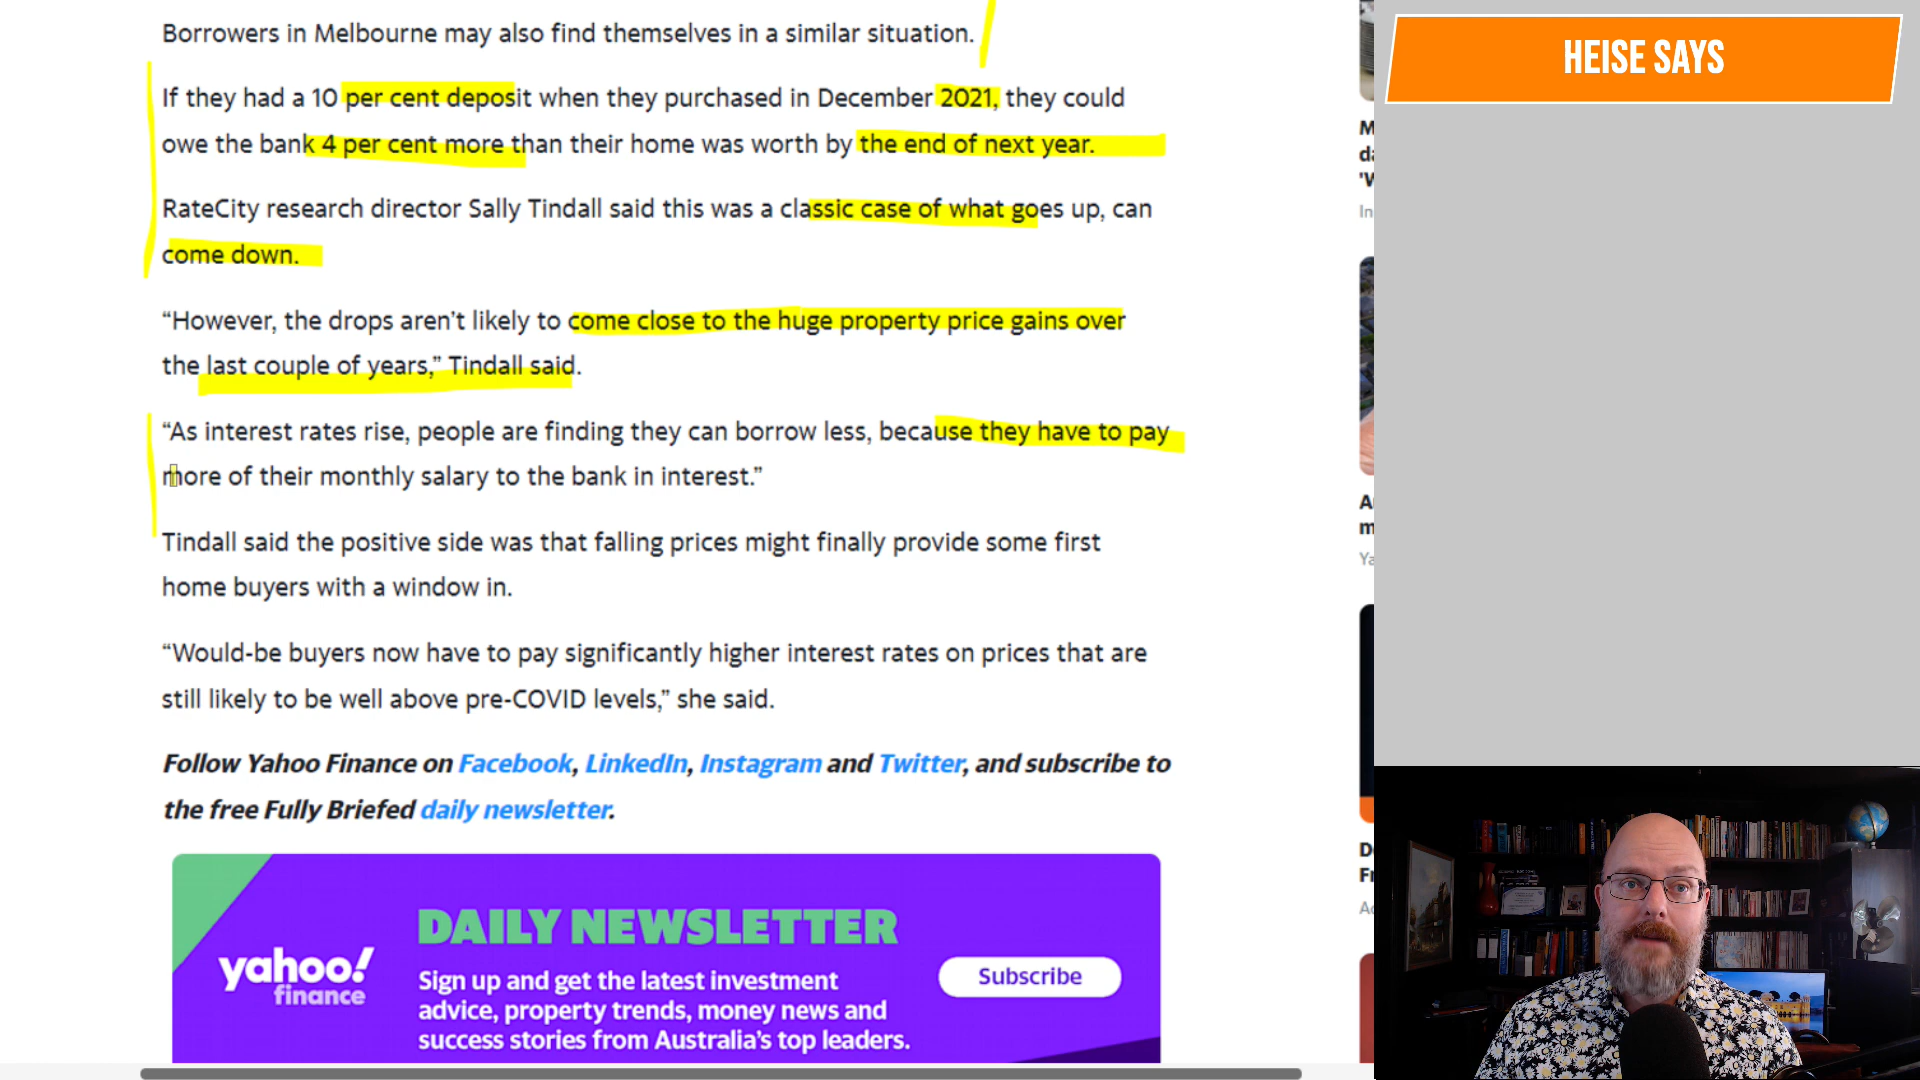 Borrowers in Melbourne may also find themselves in a similar situation.
If they had a 10 per cent deposit when they purchased in December 2021, they could
owe the bank 4 per cent more than their home was worth by the end of next year.
RateCity research director Sally Tindall said this was a classic case of what goes up, can
come down.
“However, the drops aren’t likely to come close to the huge property price gains over
the last couple of years,” Tindall said.
“As interest rates rise, people are finding they can borrow less, because they have to pay
more of their monthly salary to the bank in interest.”
Tindall said the positive side was that falling prices might finally provide some first
home buyers with a window in.
“Would-be buyers now have to pay significantly higher interest rates on prices that are
still likely to be well above pre-COVID levels,” she said.
Follow Yahoo Finance on Facebook, LinkedIn, Instagram and Twitter, and subscribe to
the free Fully Briefed daily newsletter.
yahoo!
finance
DAILY NEWSLETTER
Sign up and get the latest investment
advice, property trends, money news and
success stories from Australia’s top leaders.
Subscribe
HEISE SAYS